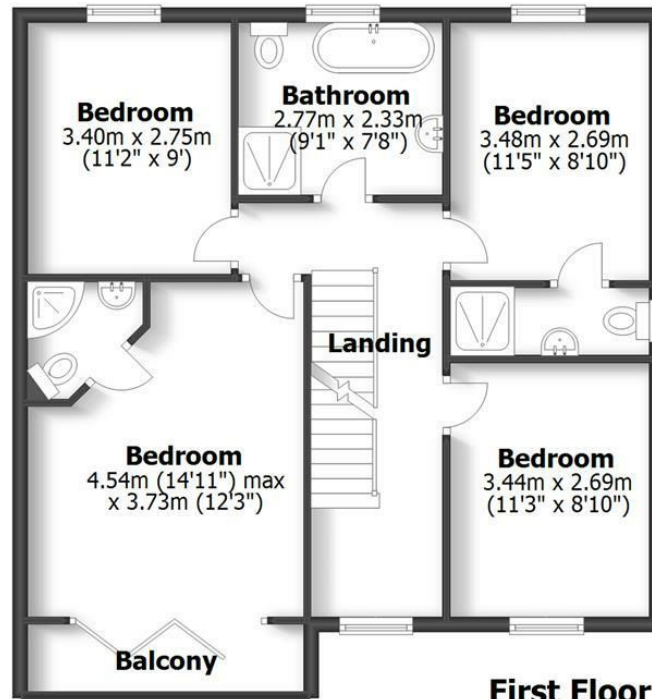 Bedroom
3.40m x 2.75m
(11'2" x 9')
Bathroom
2.77m x 2.33m
(9'1" x 7'8")
Bedroom
3.48m x 2.69m
(11'5" x 8'10")
Landing
Bedroom
4.54m (14'11") max
x 3.73m (12'3")
Bedroom
3.44m x 2.69m
(11'3" x 8'10")
Balcony
First Floor